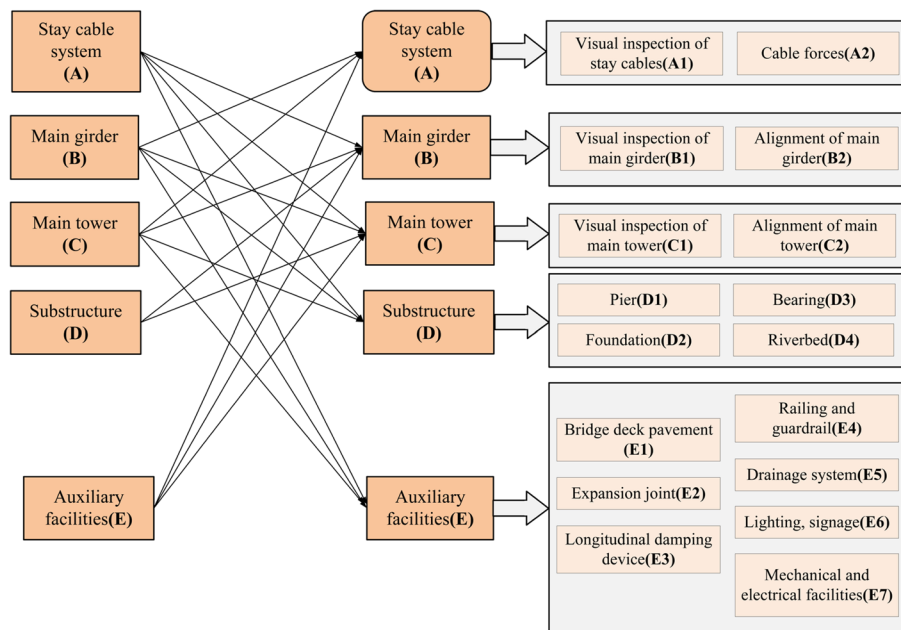 Stay cable
system
(A)
Main girder
(B)
Main tower
(C)
Substructure
(D)
Auxiliary
facilities(E)
Stay cable
system
(A)
Main girder
(B)
Main tower
(C)
Substructure
(D)
Auxiliary
facilities(E)
Visual inspection of
stay cables(A1)
Cable forces(A2)
Visual inspection of
main girder(B1)
Alignment of main
girder(B2)
Visual inspection of
main tower(C1)
Alignment of main
tower(C2)
Pier(D1)
Bearing(D3)
Foundation(D2)
Riverbed(D4)
Bridge deck pavement
(E1)
Expansion joint(E2)
Longitudinal damping
device(E3)
Railing and
guardrail(E4)
Drainage system(E5)
Lighting, signage(E6)
Mechanical and
electrical facilities(E7)